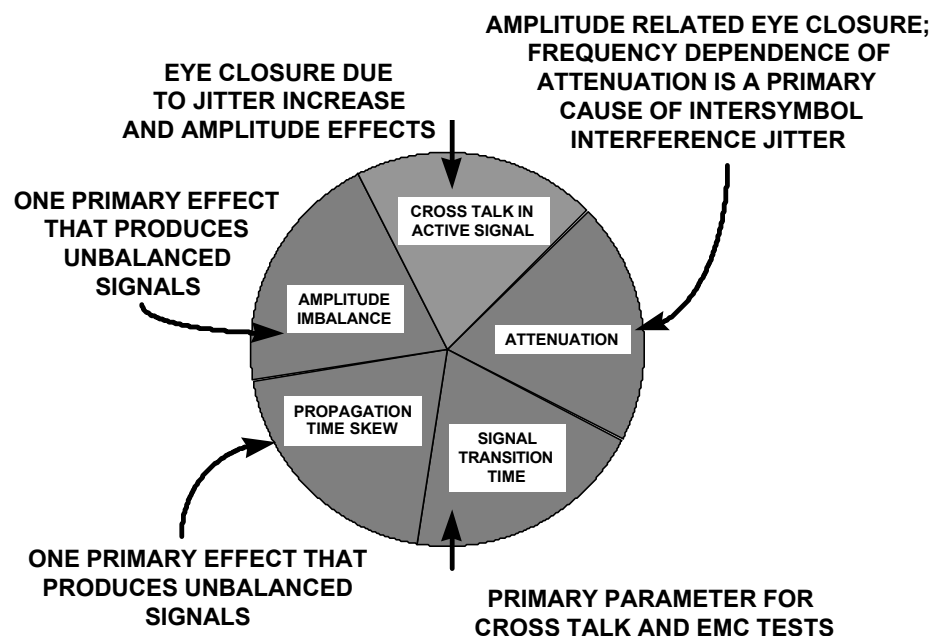 AMPLITUDE RELATED EYE CLOSURE;
FREQUENCY DEPENDENCE OF
ATTENUATION IS A PRIMARY
CAUSE OF INTERSYMBOL
INTERFERENCE JITTER
EYE CLOSURE DUE
TO JITTER INCREASE
AND AMPLITUDE EFFECTS
ONE PRIMARY EFFECT
THAT PRODUCES
UNBALANCED
SIGNALS
CROSS TALK IN
ACTIVE SIGNAL
AMPLITUDE
IMBALANCE
ATTENUATION
PROPAGATION
TIME SKEW
SIGNAL
TRANSITION
TIME
ONE PRIMARY EFFECT THAT
PRODUCES UNBALANCED
SIGNALS
PRIMARY PARAMETER FOR
CROSS TALK AND EMC TESTS